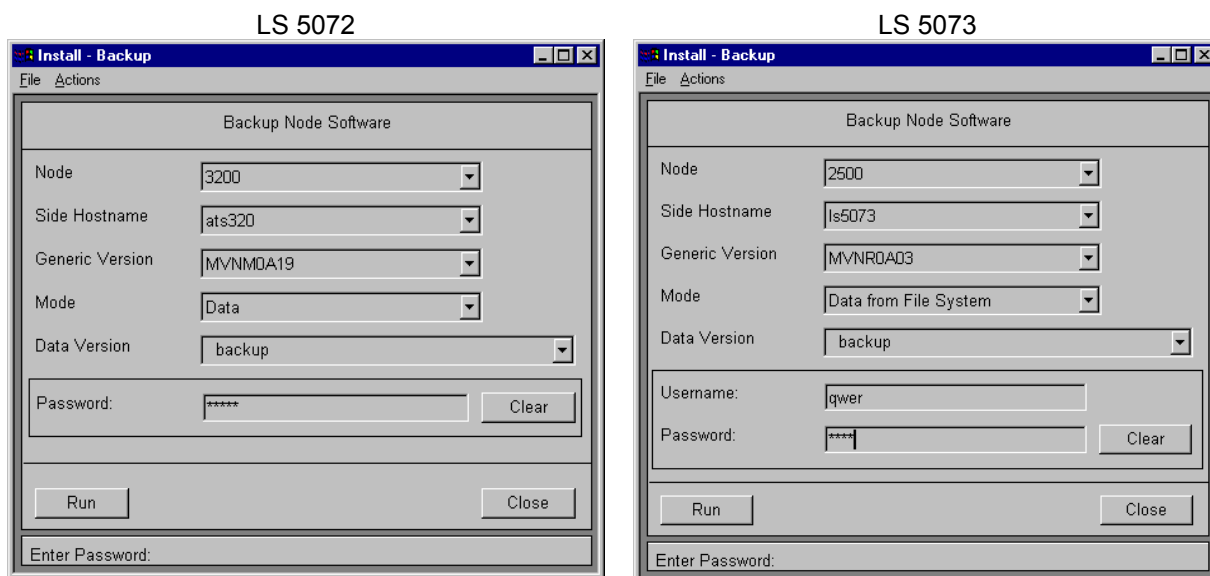 LS 5072
Install - Backup
File Actions
Backup Node Software
Node 3200
Side Hostname ats320
Generic Version MVNM0A19
Mode Data
Data Version backup
Password: ***** Clear
Run Close
Enter Password:
LS 5073
Install - Backup
File Actions
Backup Node Software
Node 2500
Side Hostname ls5073
Generic Version MVNR0A03
Mode Data from File System
Data Version backup
Username: qwer
Password: **** Clear
Run Close
Enter Password: